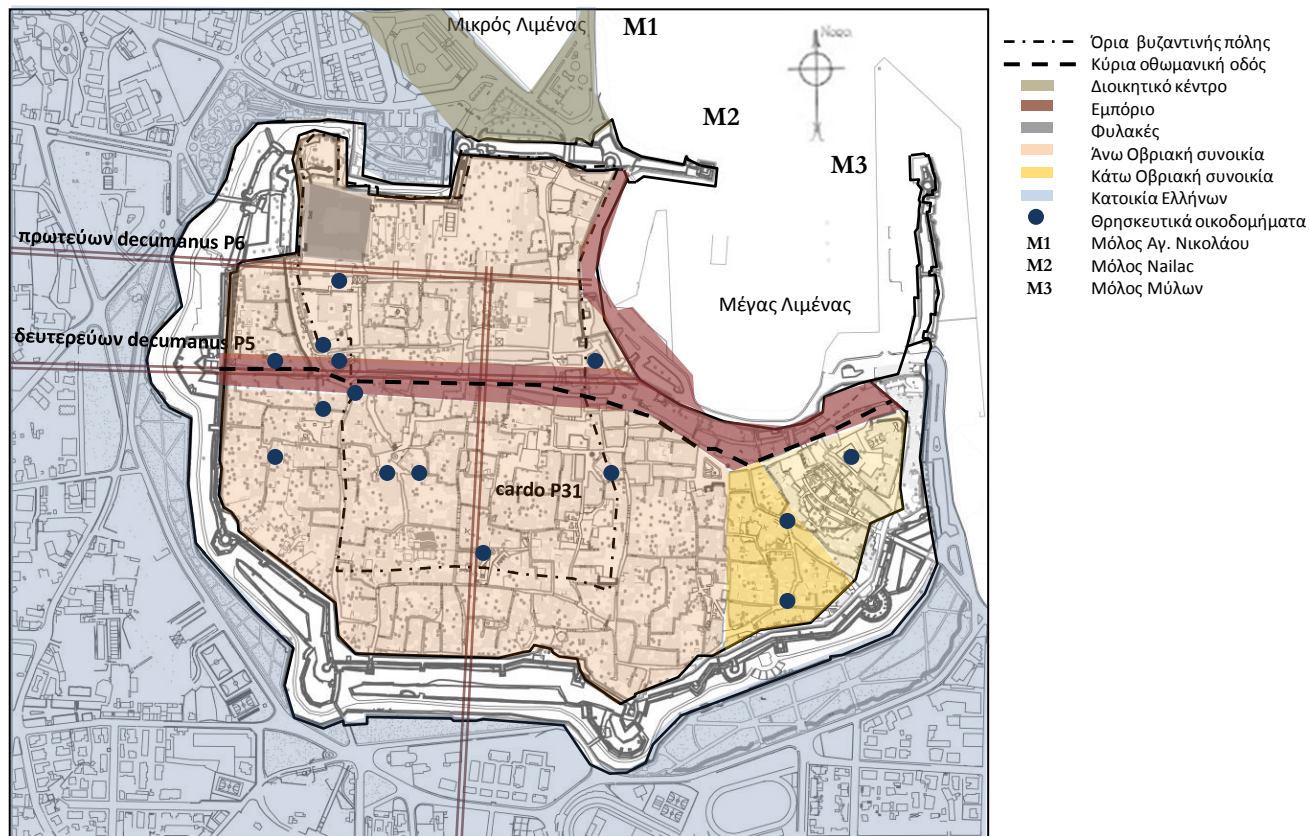 Μικρός Λιμένας
M1
M2
M3
πρωτεύων decumanus P6
Μέγας Λιμένας
δευτερεύων decumanus P5
cardo P31
Όρια βυζαντινής πόλης
Κύρια οθωμανική οδός
Διοικητικό κέντρο
Εμπόριο
Φυλακές
Άνω Οβριακή συνοικία
Κάτω Οβριακή συνοικία
Κατοικία Ελλήνων
Θρησκευτικά οικοδομήματα
M1 Μόλος Αγ. Νικολάου
M2 Μόλος Nailac
M3 Μόλος Μύλων